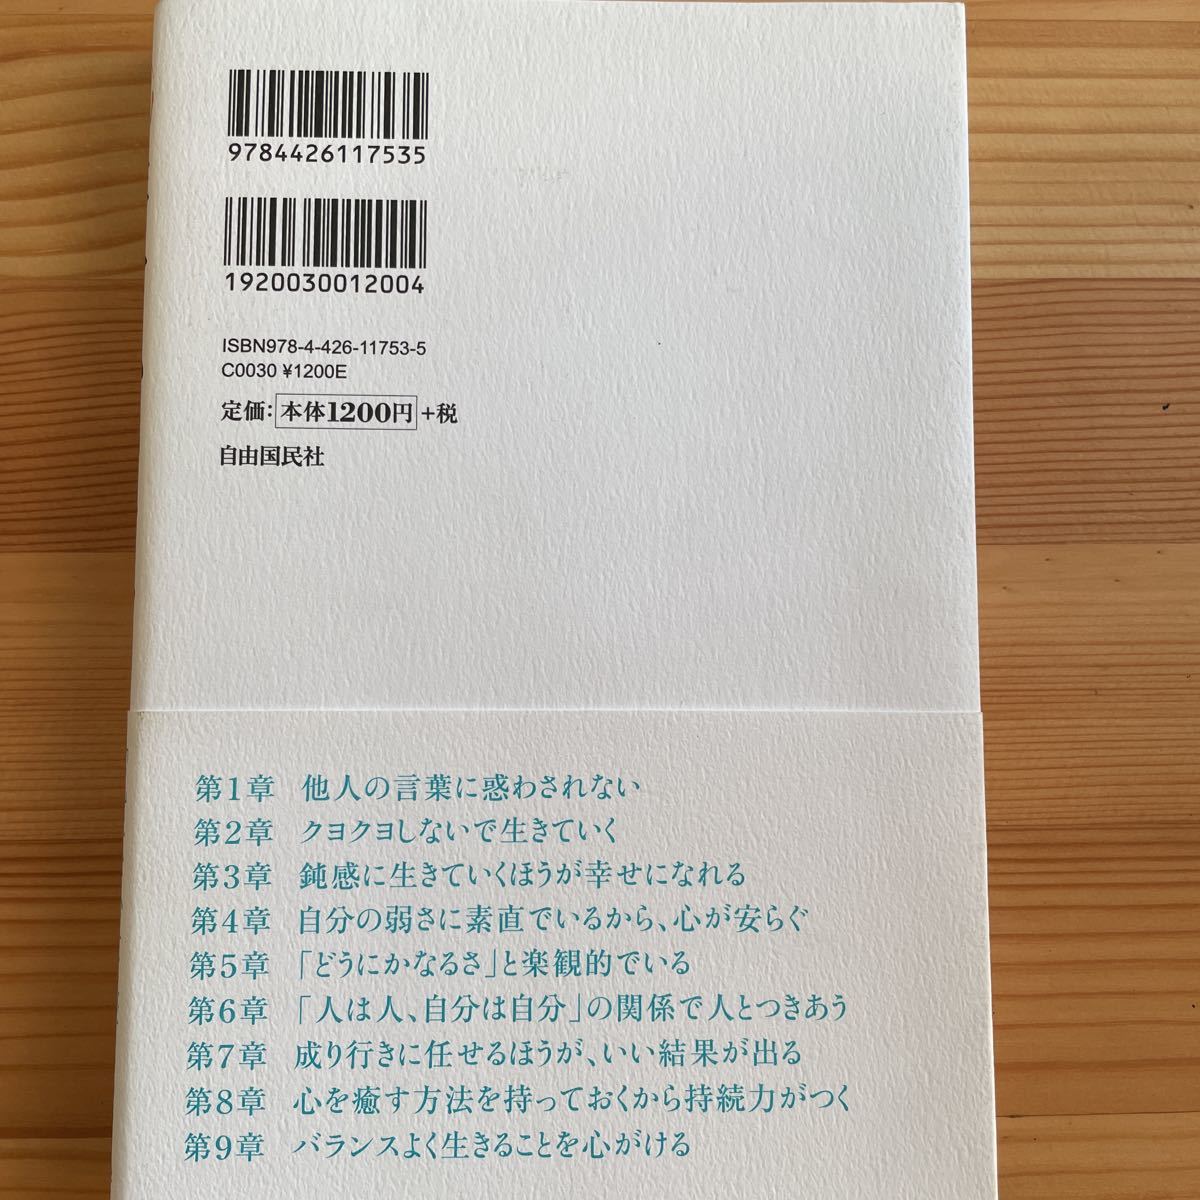 9784426117535
1920030012004
ISBN978-4-426-11753-5
C0030 ¥1200E
定価：本体1200円+税
自由国民社
第1章 他人の言葉に惑わされない
第2章 クヨクヨしないで生きていく
第3章 鈍感に生きていくほうが幸せになれる
第4章 自分の弱さに素直でいるから、心が安らぐ
第5章 「どうにかなるさ」と楽観的でいる
第6章 「人は人、自分は自分」の関係で人とつきあう
第7章 成り行きに任せるほうが、いい結果が出る
第8章 心を癒す方法を持っておくから持続力がつく
第9章 バランスよく生きることを心がける